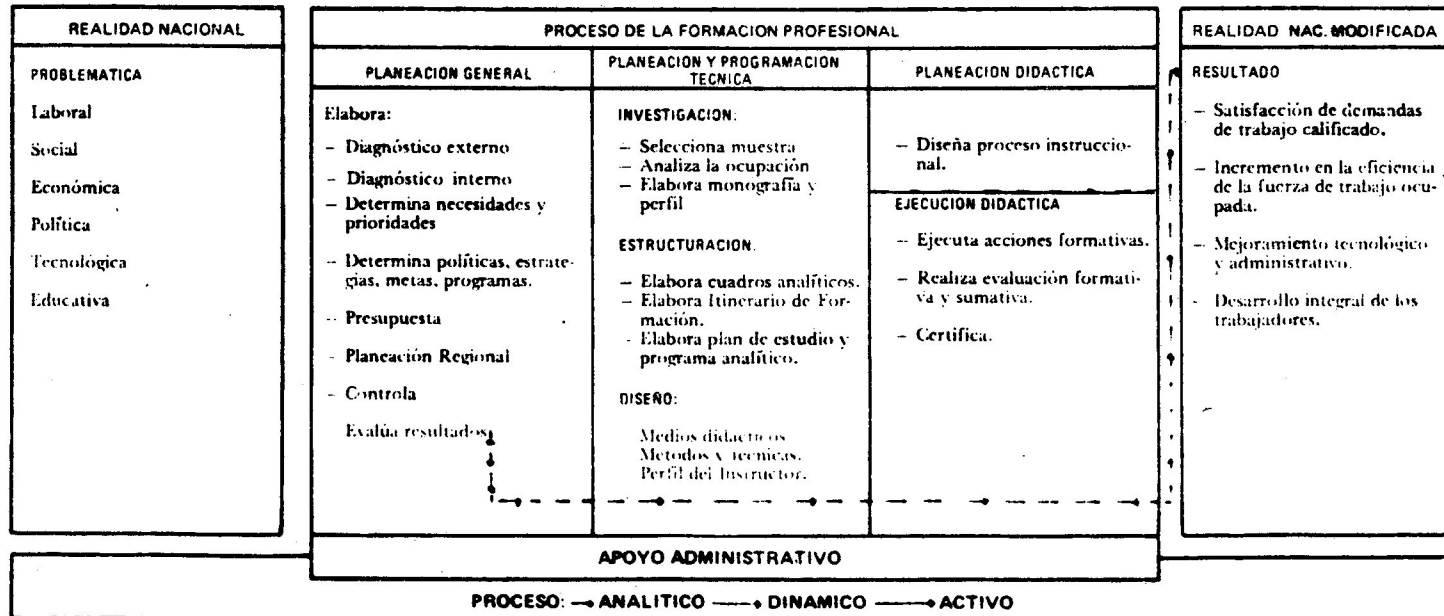 REALIDAD NACIONAL
PROBLEMATICA
Laboral
Social
Económica
Política
Tecnológica
Educativa
PROCESO DE LA FORMACION PROFESIONAL
PLANEACION GENERAL
Elabora:
– Diagnóstico externo
– Diagnóstico interno
– Determina necesidades y
prioridades
– Determina políticas, estrate-
gias, metas, programas.
– Presupuesta
– Planeación Regional
– Controla
Evalúa resultados
PLANEACION Y PROGRAMACION
TECNICA
INVESTIGACION:
– Selecciona muestra
– Analiza la ocupación
– Elabora monografía y
perfil
ESTRUCTURACION.
– Elabora cuadros analíticos.
– Elabora Itinerario de For-
mación.
- Elabora plan de estudio y
programa analítico.
DISEÑO:
Medios didacticos
Metodos y tecnicas.
Perfil del Instructor.
PLANEACION DIDACTICA
– Diseña proceso instruccio-
nal.
EJECUCION DIDACTICA
– Ejecuta acciones formativas.
– Realiza evaluación formati-
va y sumativa.
– Certifica.
REALIDAD NAC. MODIFICADA
RESULTADO
– Satisfacción de demandas
de trabajo calificado.
– Incremento en la eficiencia
de la fuerza de trabajo ocu-
pada.
– Mejoramiento tecnológico
y administrativo.
- Desarrollo integral de los
trabajadores.
APOYO ADMINISTRATIVO
PROCESO: → ANALITICO ——→ DINAMICO ——→ ACTIVO